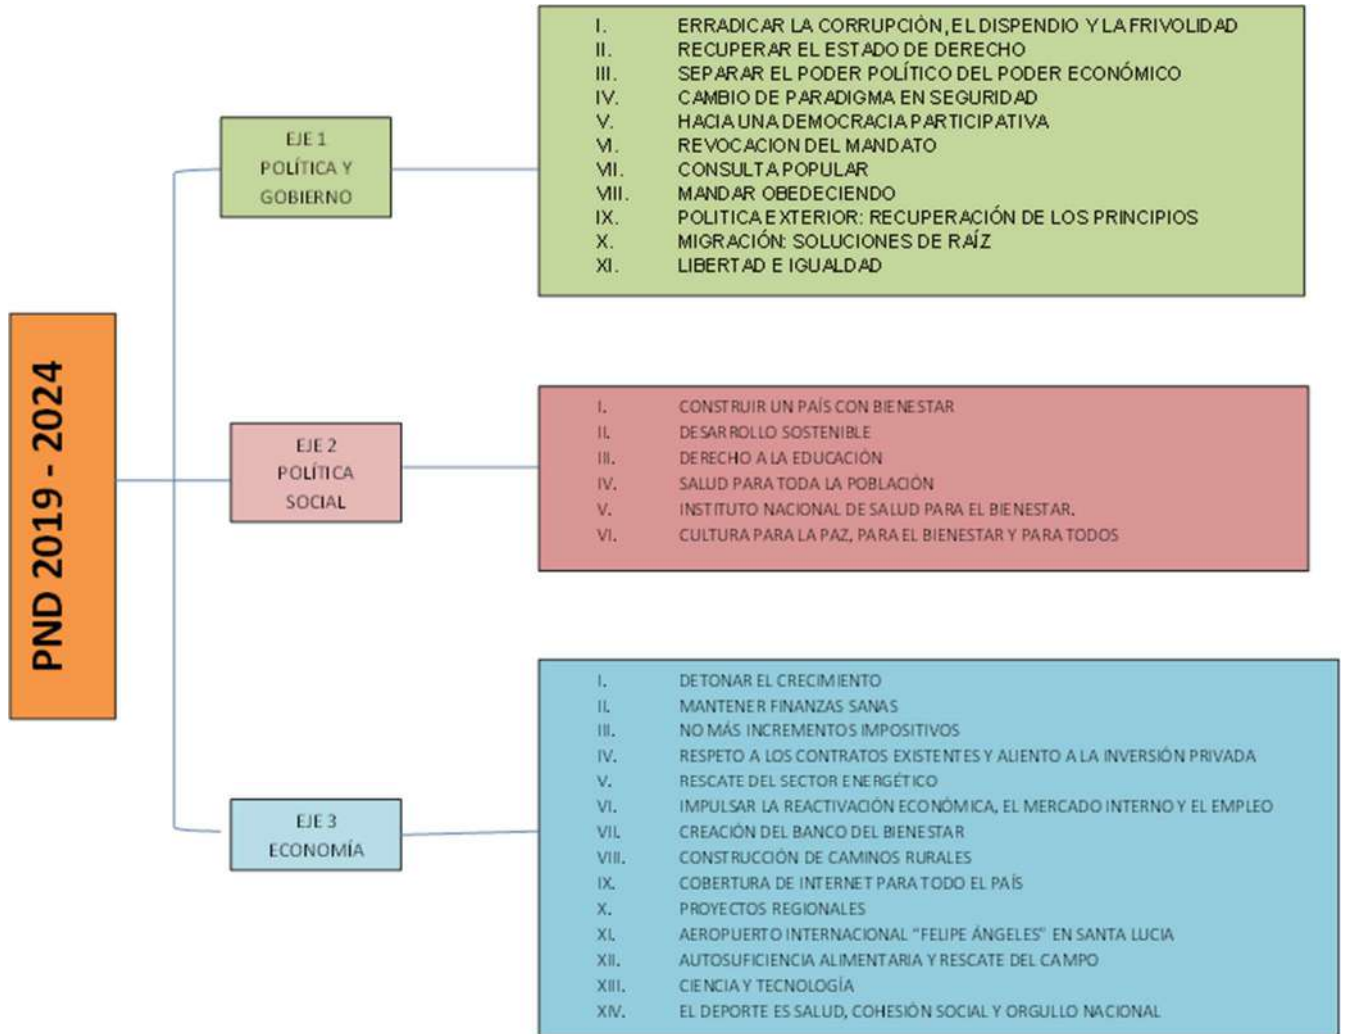 PND 2019 - 2024
EJE 1
POLÍTICA Y
GOBIERNO
I. ERRADICAR LA CORRUPCIÓN, EL DISPENDIO Y LA FRIVOLIDAD
II. RECUPERAR EL ESTADO DE DERECHO
III. SEPARAR EL PODER POLÍTICO DEL PODER ECONÓMICO
IV. CAMBIO DE PARADIGMA EN SEGURIDAD
V. HACIA UNA DEMOCRACIA PARTICIPATIVA
VI. REVOCACION DEL MANDATO
VII. CONSULTA POPULAR
VIII. MANDAR OBEDECIENDO
IX. POLITICA EXTERIOR: RECUPERACIÓN DE LOS PRINCIPIOS
X. MIGRACIÓN: SOLUCIONES DE RAÍZ
XI. LIBERTAD E IGUALDAD
EJE 2
POLÍTICA
SOCIAL
I. CONSTRUIR UN PAÍS CON BIENESTAR
II. DESARROLLO SOSTENIBLE
III. DERECHO A LA EDUCACIÓN
IV. SALUD PARA TODA LA POBLACIÓN
V. INSTITUTO NACIONAL DE SALUD PARA EL BIENESTAR.
VI. CULTURA PARA LA PAZ, PARA EL BIENESTAR Y PARA TODOS
EJE 3
ECONOMÍA
I. DETONAR EL CRECIMIENTO
II. MANTENER FINANZAS SANAS
III. NO MÁS INCREMENTOS IMPOSITIVOS
IV. RESPETO A LOS CONTRATOS EXISTENTES Y ALIENTO A LA INVERSIÓN PRIVADA
V. RESCATE DEL SECTOR ENERGÉTICO
VI. IMPULSAR LA REACTIVACIÓN ECONÓMICA, EL MERCADO INTERNO Y EL EMPLEO
VII. CREACIÓN DEL BANCO DEL BIENESTAR
VIII. CONSTRUCCIÓN DE CAMINOS RURALES
IX. COBERTURA DE INTERNET PARA TODO EL PAÍS
X. PROYECTOS REGIONALES
XI. AEROPUERTO INTERNACIONAL "FELIPE ÁNGELES" EN SANTA LUCIA
XII. AUTOSUFICIENCIA ALIMENTARIA Y RESCATE DEL CAMPO
XIII. CIENCIA Y TECNOLOGÍA
XIV. EL DEPORTE ES SALUD, COHESIÓN SOCIAL Y ORGULLO NACIONAL